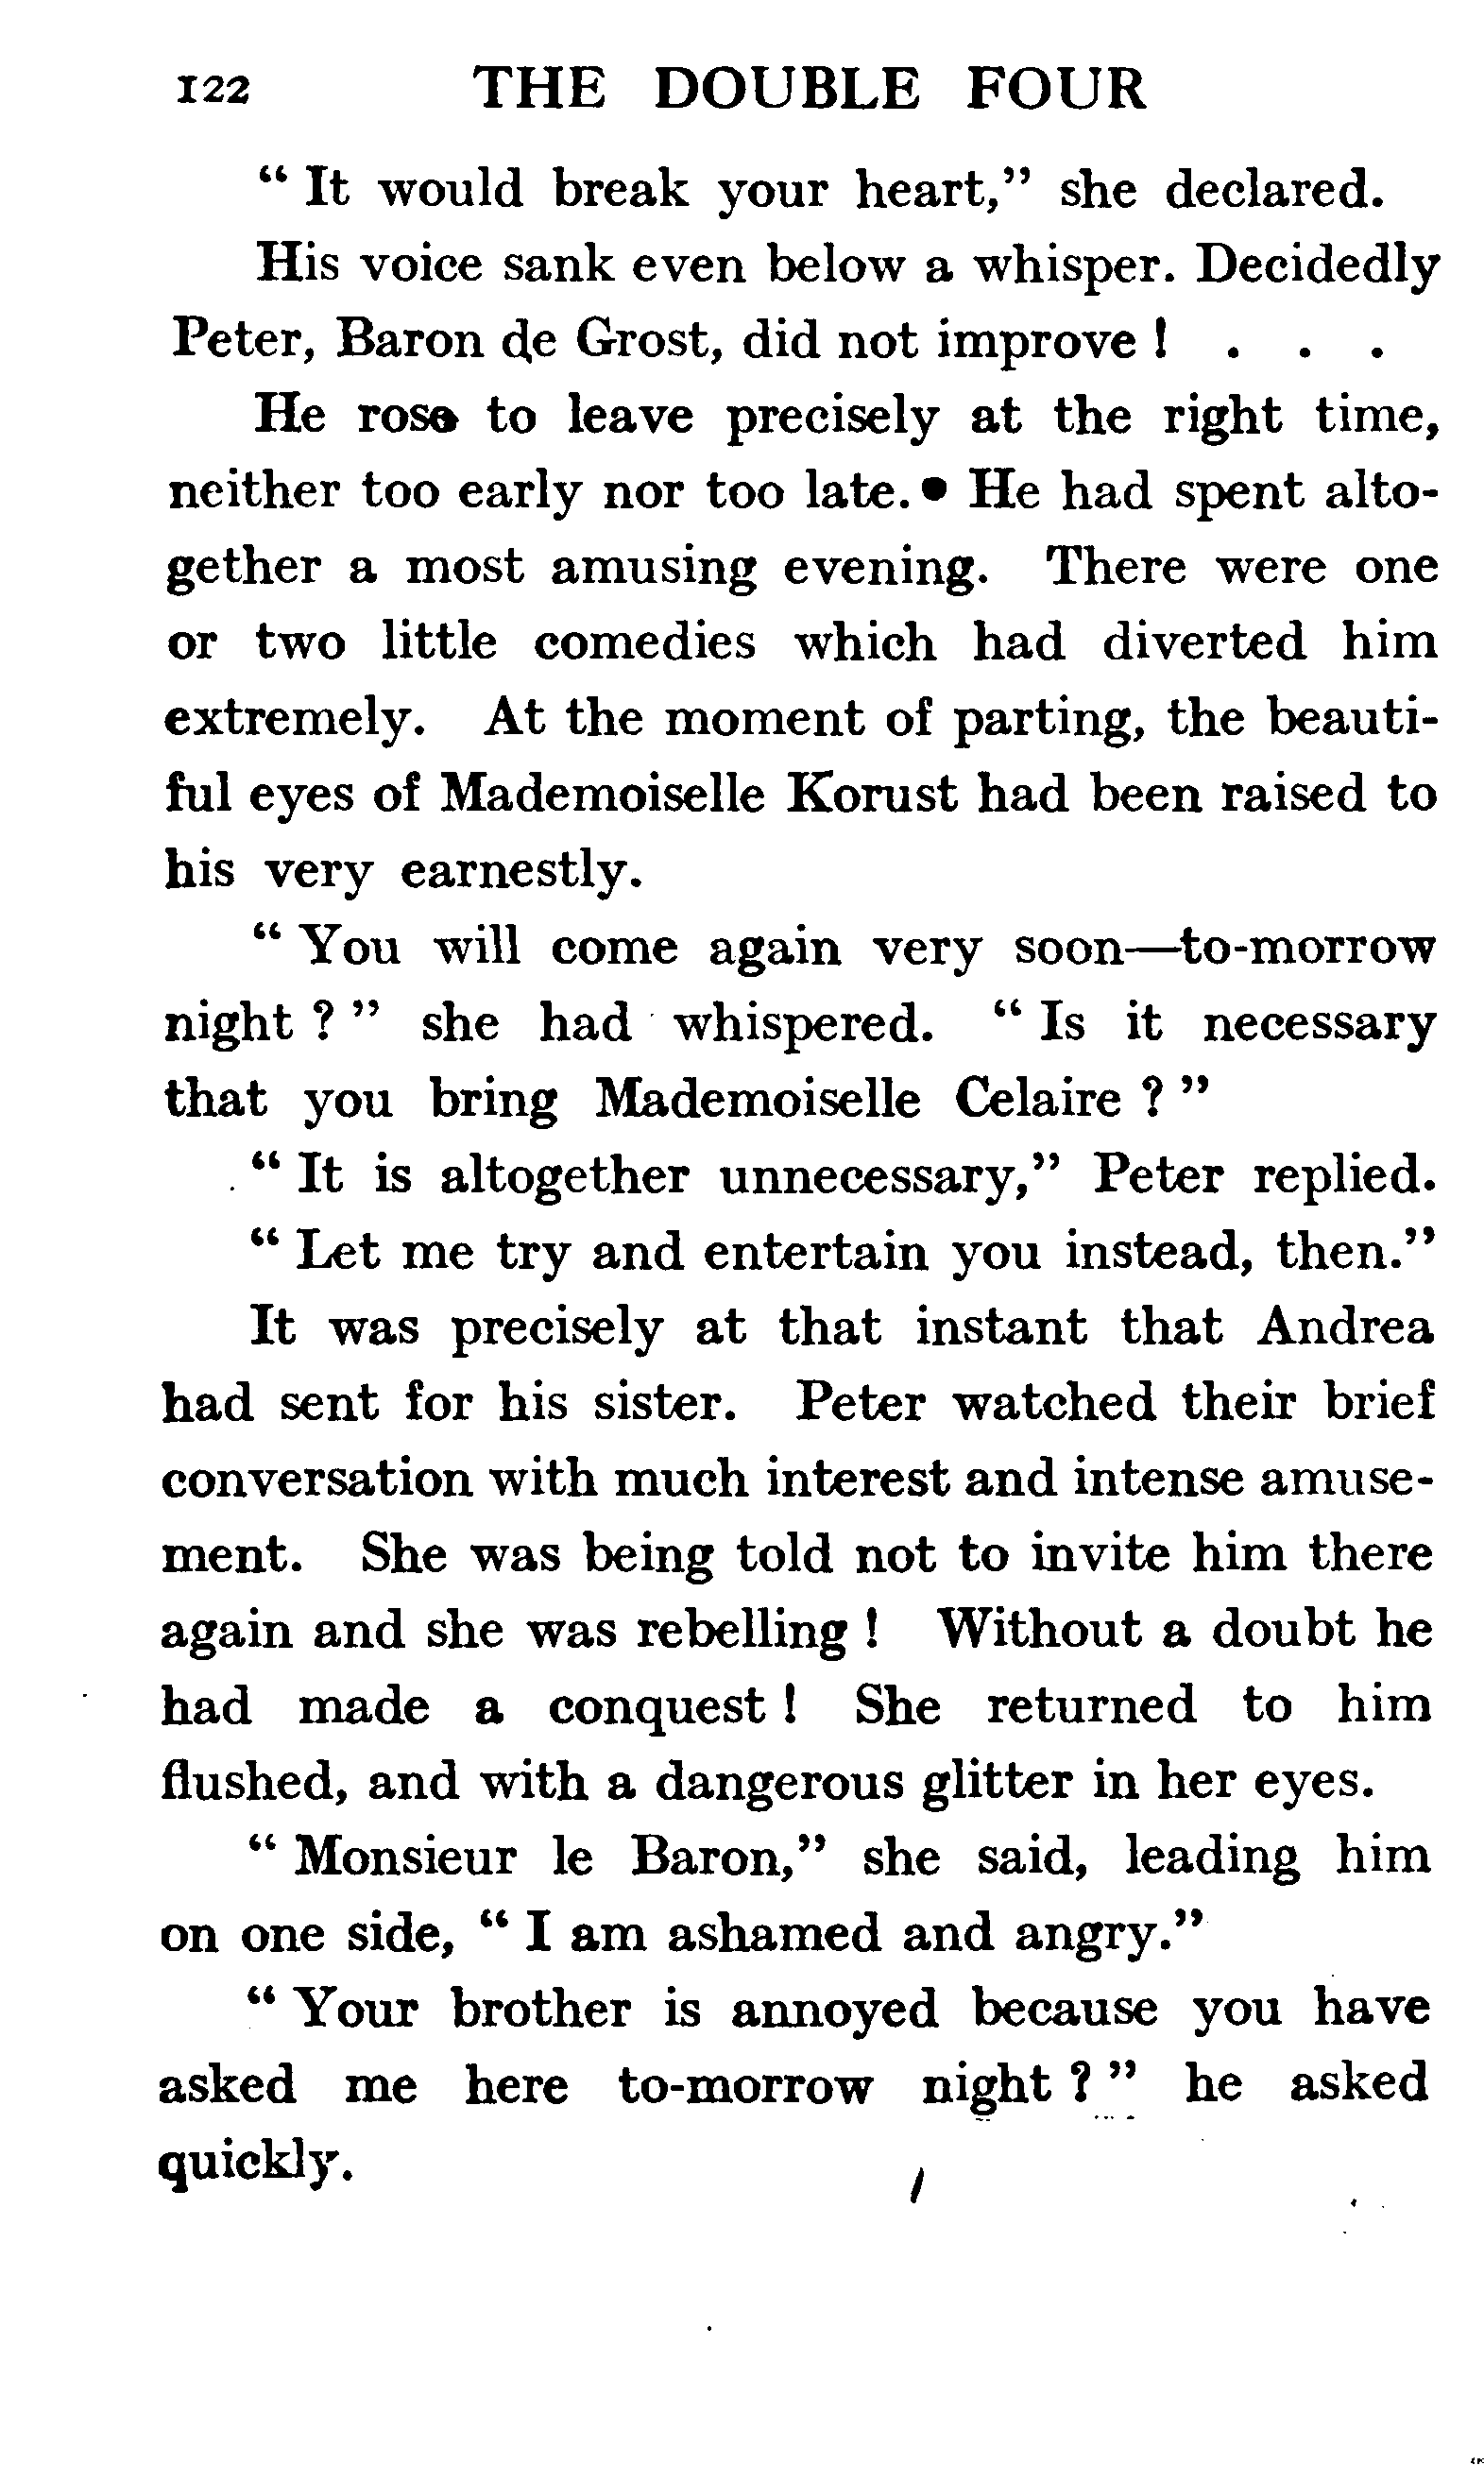 122 THE DOUBLE FOUR
“ It would break your heart,” she declared.
His voice sank even below a whisper. Decidedly
Peter, Baron de Grost, did not improve ! . . .
He rose to leave precisely at the right time,
neither too early nor too late. He had spent alto-
gether a most amusing evening. There were one
or two little comedies which had diverted him
extremely. At the moment of parting, the beauti-
ful eyes of Mademoiselle Korust had been raised to
his very earnestly.
“ You will come again very soon—to-morrow
night ? ” she had whispered. “ Is it necessary
that you bring Mademoiselle Celaire ? ”
“ It is altogether unnecessary,” Peter replied.
“ Let me try and entertain you instead, then.”
It was precisely at that instant that Andrea
had sent for his sister. Peter watched their brief
conversation with much interest and intense amuse-
ment. She was being told not to invite him there
again and she was rebelling ! Without a doubt he
had made a conquest ! She returned to him
flushed, and with a dangerous glitter in her eyes.
“ Monsieur le Baron,” she said, leading him
on one side, “ I am ashamed and angry.”
“ Your brother is annoyed because you have
asked me here to-morrow night ? ” he asked
quickly.